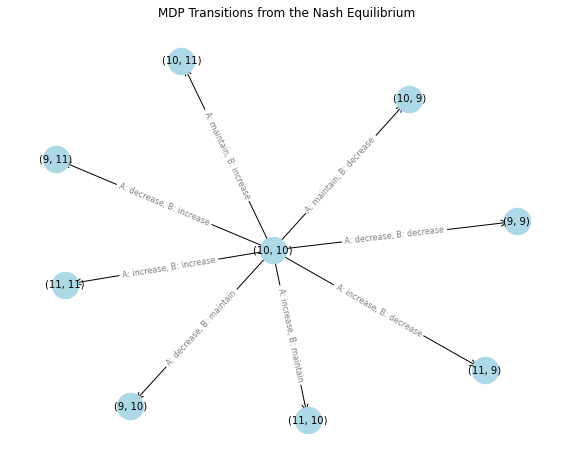 MDP Transitions from the Nash Equilibrium
(10, 11)
(10, 9)
A: maintain, B: increase
A: maintain, B: decrease
(9, 11)
A: decrease, B: increase
(9, 9)
A: decrease, B: decrease
(10, 10)
A: increase, B: increase
(11, 11)
A: increase, B: decrease
A: decrease, B: maintain
A: increase, B: maintain
(11, 9)
(9, 10)
(11, 10)